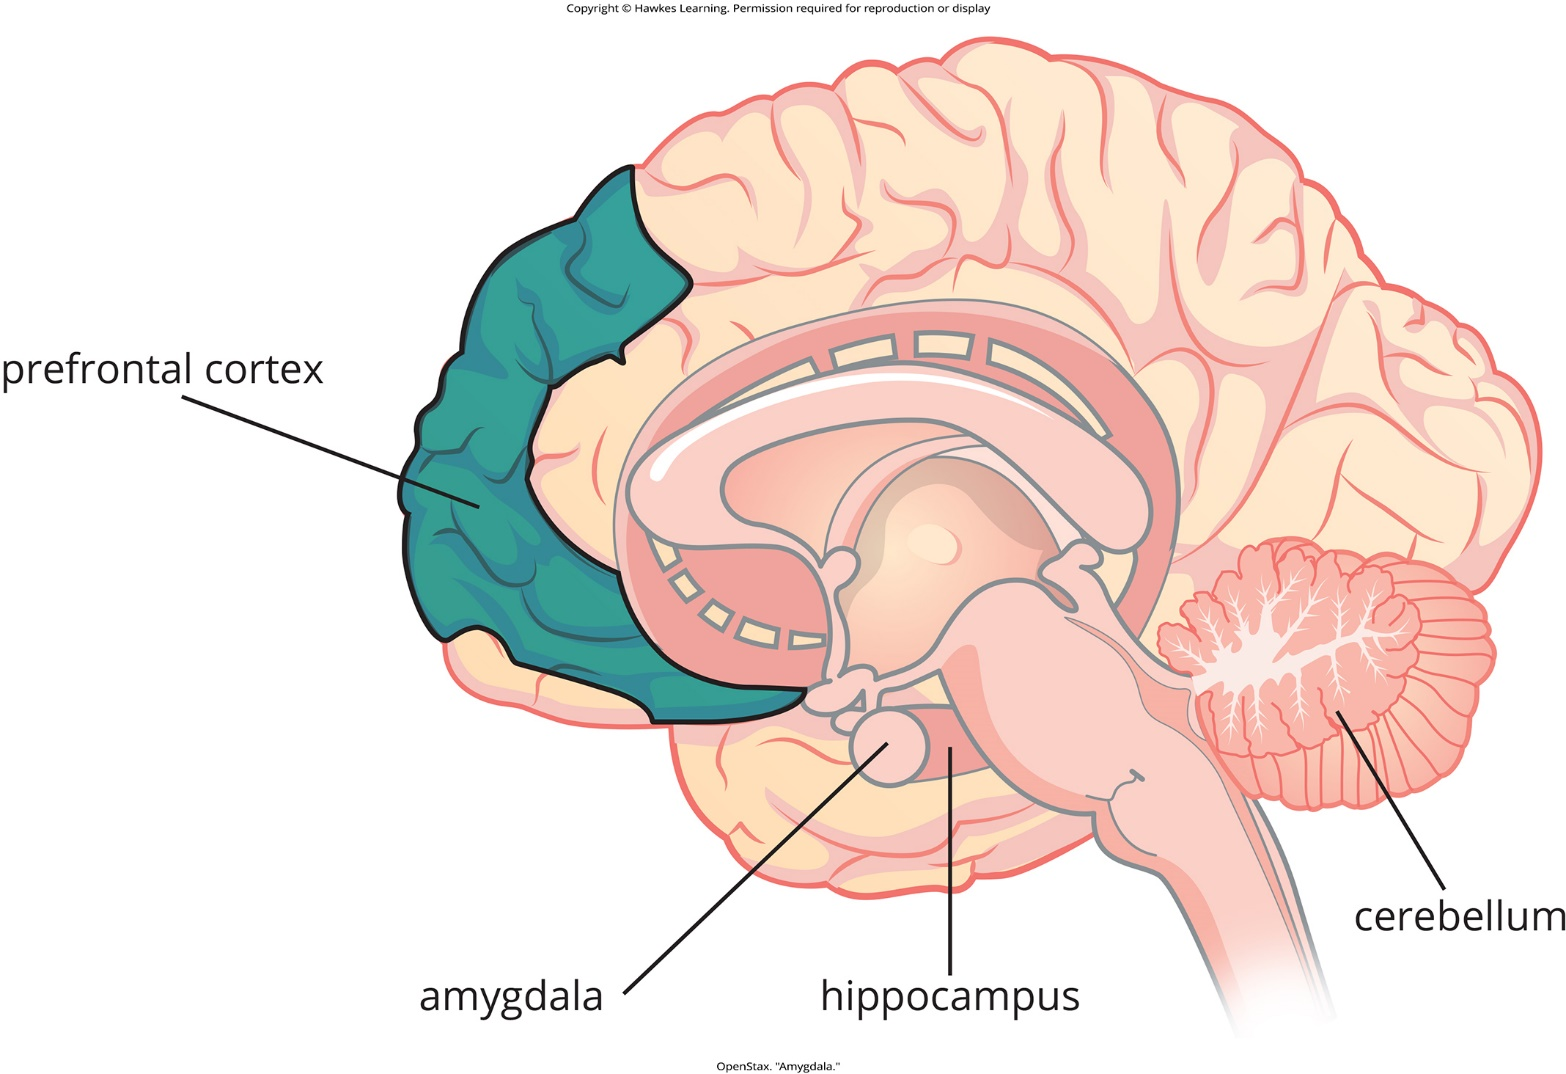 Copyright © Hawkes Learning. Permission required for reproduction or display
prefrontal cortex
cerebellum
amygdala
hippocampus
OpenStax. "Amygdala."